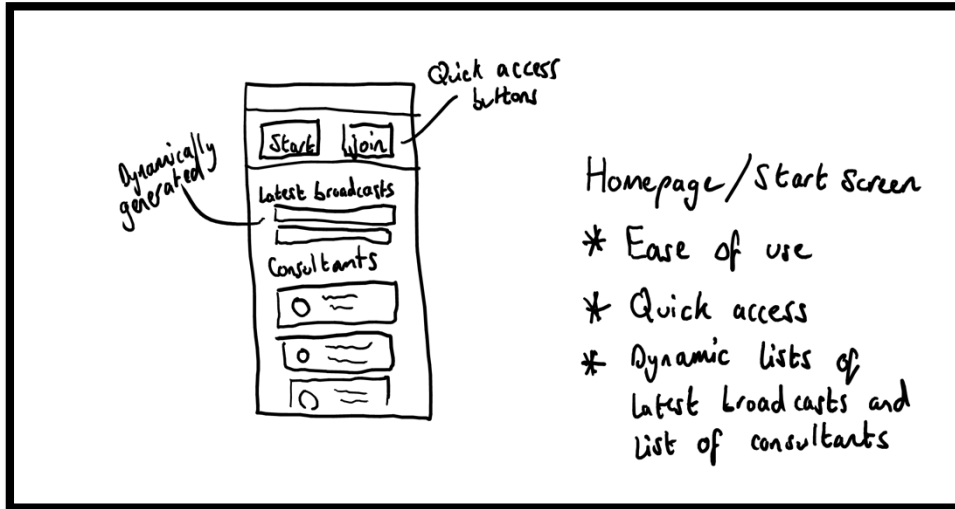 Quick access
buttons
Start
Join
Dynamically
generated
Latest broadcasts
Consultants
Homepage/Start Screen
* Ease of use
* Quick access
* Dynamic lists of
latest broadcasts and
list of consultants